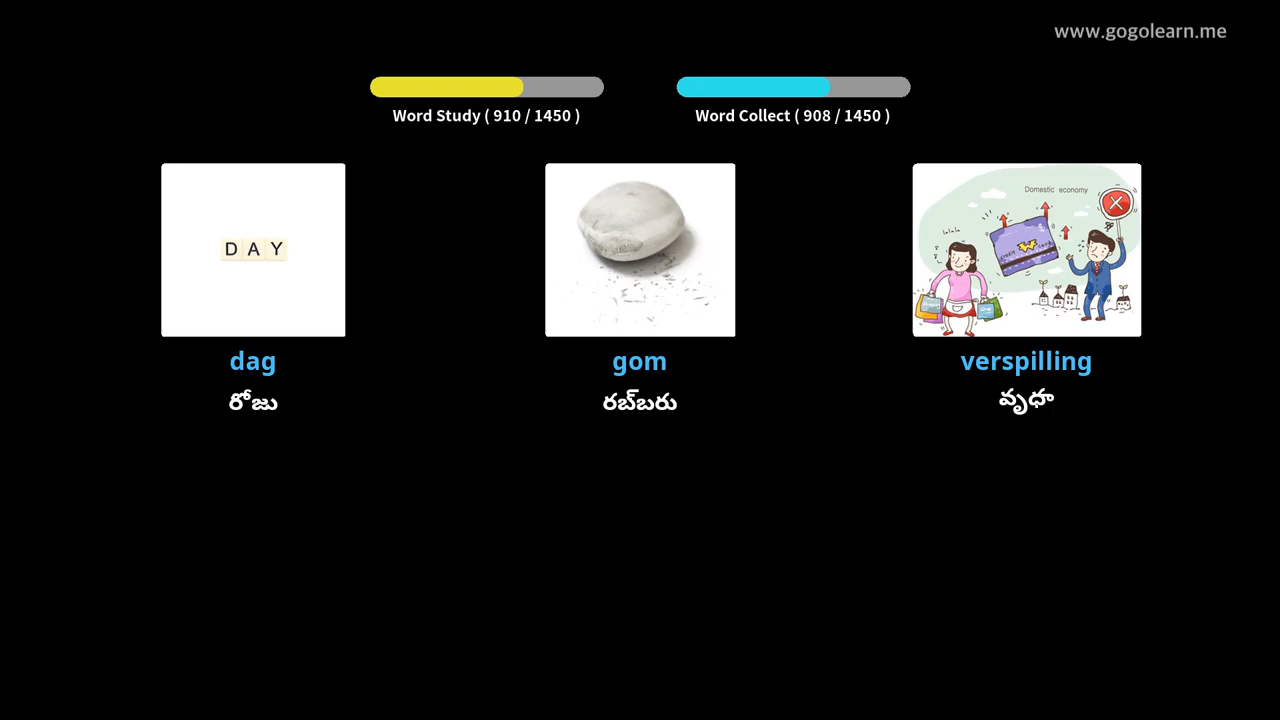 www.gogolearn.me
Word Study ( 910 / 1450 )
Word Collect ( 908 / 1450 )
DAY
Domestic economy
lalala
dag
gom
verspilling
రోజు
రబ్బరు
వృధా